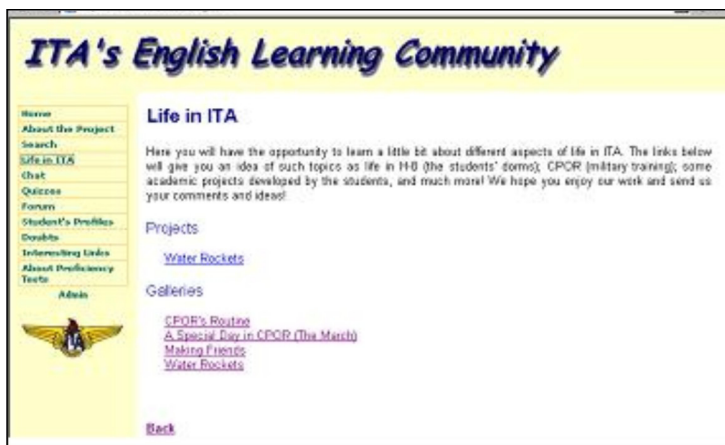 ITA's English Learning Community
Home
About the Project
Search
Life in ITA
Chat
Quizzes
Forum
Student's Profiles
Doubts
Interesting Links
About Proficiency
Tests
Admin
Life in ITA
Here you will have the opportunity to learn a little bit about different aspects of life in ITA. The links below
will give you an idea of such topics as life in H-8 (the students' dorms); CPOR (military training); some
academic projects developed by the students, and much more! We hope you enjoy our work and send us
your comments and ideas!
Projects
Water Rockets
Galleries
CPOR's Routine
A Special Day in CPOR (The March)
Making Friends
Water Rockets
Back